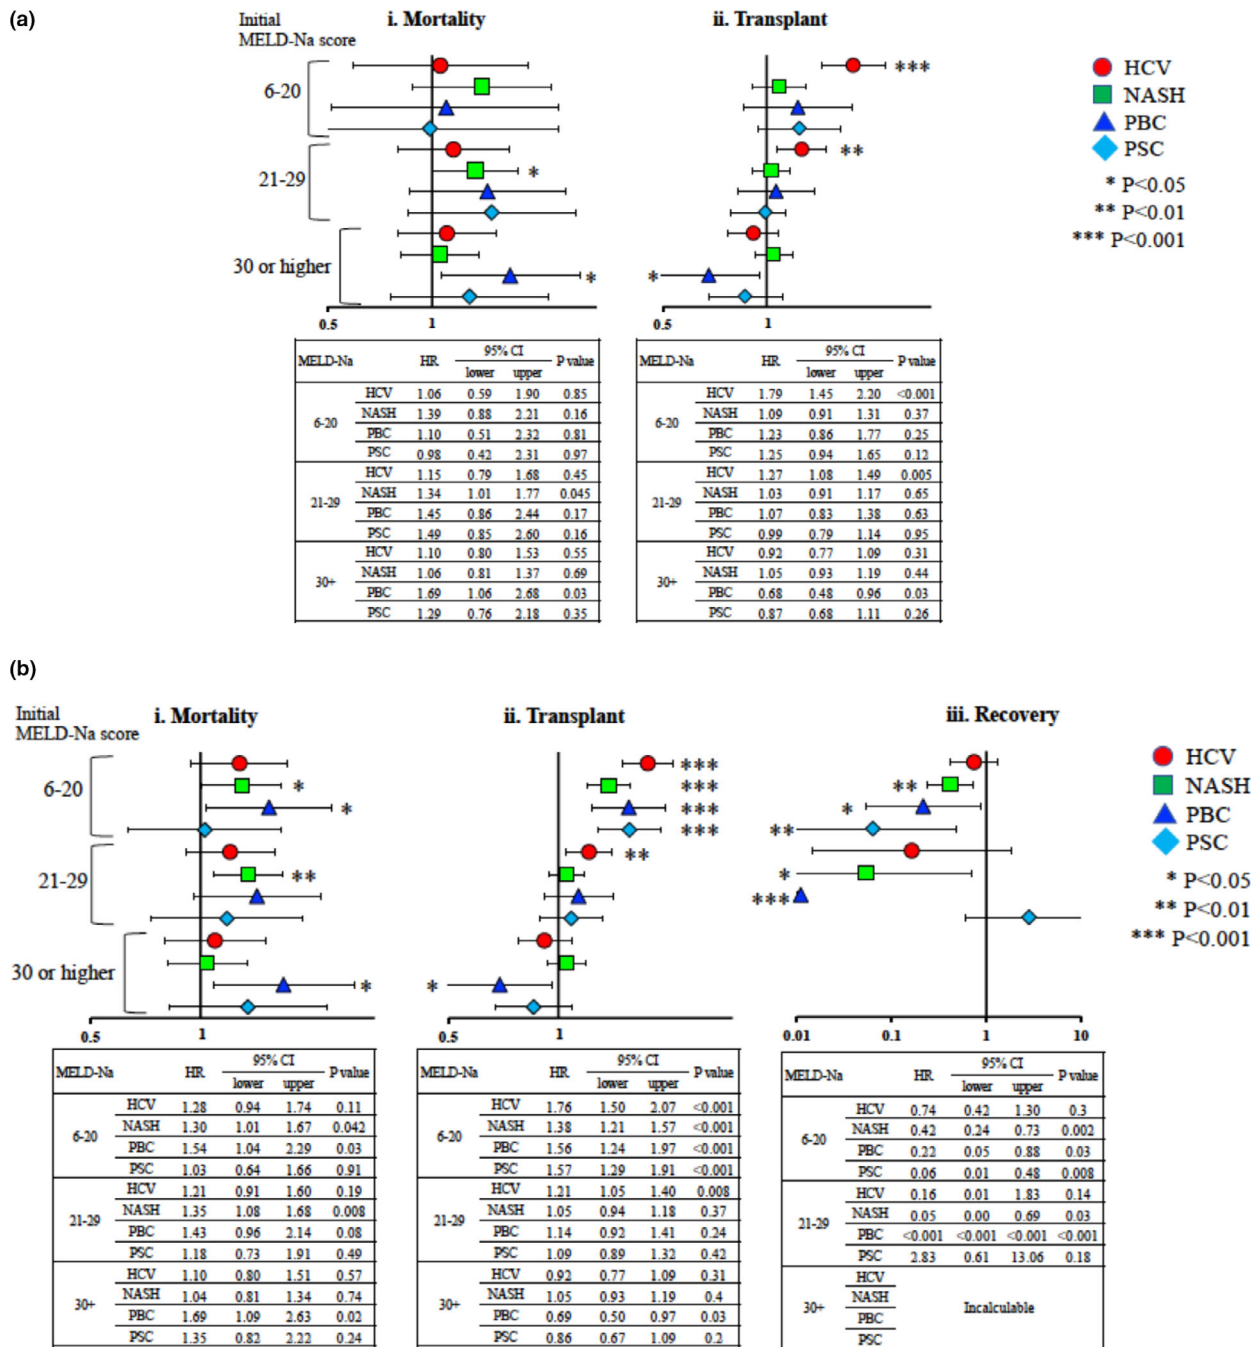 (a)
Initial
MELD-Na score
i. Mortality
ii. Transplant
6-20
21-29
30 or higher
***
**
*
*
*
HCV
NASH
PBC
PSC
* P<0.05
** P<0.01
*** P<0.001
0.5 1
0.5 1
MELD-Na HR 95% CI P value
lower upper
6-20
HCV 1.06 0.59 1.90 0.85
NASH 1.39 0.88 2.21 0.16
PBC 1.10 0.51 2.32 0.81
PSC 0.98 0.42 2.31 0.97
21-29
HCV 1.15 0.79 1.68 0.45
NASH 1.34 1.01 1.77 0.045
PBC 1.45 0.86 2.44 0.17
PSC 1.49 0.85 2.60 0.16
30+
HCV 1.10 0.80 1.53 0.55
NASH 1.06 0.81 1.37 0.69
PBC 1.69 1.06 2.68 0.03
PSC 1.29 0.76 2.18 0.35
MELD-Na HR 95% CI P value
lower upper
6-20
HCV 1.79 1.45 2.20 <0.001
NASH 1.09 0.91 1.31 0.37
PBC 1.23 0.86 1.77 0.25
PSC 1.25 0.94 1.65 0.12
21-29
HCV 1.27 1.08 1.49 0.005
NASH 1.03 0.91 1.17 0.65
PBC 1.07 0.83 1.38 0.63
PSC 0.99 0.79 1.14 0.95
30+
HCV 0.92 0.77 1.09 0.31
NASH 1.05 0.93 1.19 0.44
PBC 0.68 0.48 0.96 0.03
PSC 0.87 0.68 1.11 0.26
(b)
Initial
MELD-Na score
i. Mortality
ii. Transplant
iii. Recovery
6-20
21-29
30 or higher
*
*
**
*
***
***
***
***
**
*
**
*
**
*
***
HCV
NASH
PBC
PSC
* P<0.05
** P<0.01
*** P<0.001
0.5 1
0.5 1
0.01 0.1 1 10
MELD-Na HR 95% CI P value
lower upper
6-20
HCV 1.28 0.94 1.74 0.11
NASH 1.30 1.01 1.67 0.042
PBC 1.54 1.04 2.29 0.03
PSC 1.03 0.64 1.66 0.91
21-29
HCV 1.21 0.91 1.60 0.19
NASH 1.35 1.08 1.68 0.008
PBC 1.43 0.96 2.14 0.08
PSC 1.18 0.73 1.91 0.49
30+
HCV 1.10 0.80 1.51 0.57
NASH 1.04 0.81 1.34 0.74
PBC 1.69 1.09 2.63 0.02
PSC 1.35 0.82 2.22 0.24
MELD-Na HR 95% CI P value
lower upper
6-20
HCV 1.76 1.50 2.07 <0.001
NASH 1.38 1.21 1.57 <0.001
PBC 1.56 1.24 1.97 <0.001
PSC 1.57 1.29 1.91 <0.001
21-29
HCV 1.21 1.05 1.40 0.008
NASH 1.05 0.94 1.18 0.37
PBC 1.14 0.92 1.41 0.24
PSC 1.09 0.89 1.32 0.42
30+
HCV 0.92 0.77 1.09 0.31
NASH 1.05 0.93 1.19 0.4
PBC 0.69 0.50 0.97 0.03
PSC 0.86 0.67 1.09 0.2
MELD-Na HR 95% CI P value
lower upper
6-20
HCV 0.74 0.42 1.30 0.3
NASH 0.42 0.24 0.73 0.002
PBC 0.22 0.05 0.88 0.03
PSC 0.06 0.01 0.48 0.008
21-29
HCV 0.16 0.01 1.83 0.14
NASH 0.05 0.00 0.69 0.03
PBC <0.001 <0.001 <0.001 <0.001
PSC 2.83 0.61 13.06 0.18
30+
HCV
NASH
PBC
PSC
Incalculable